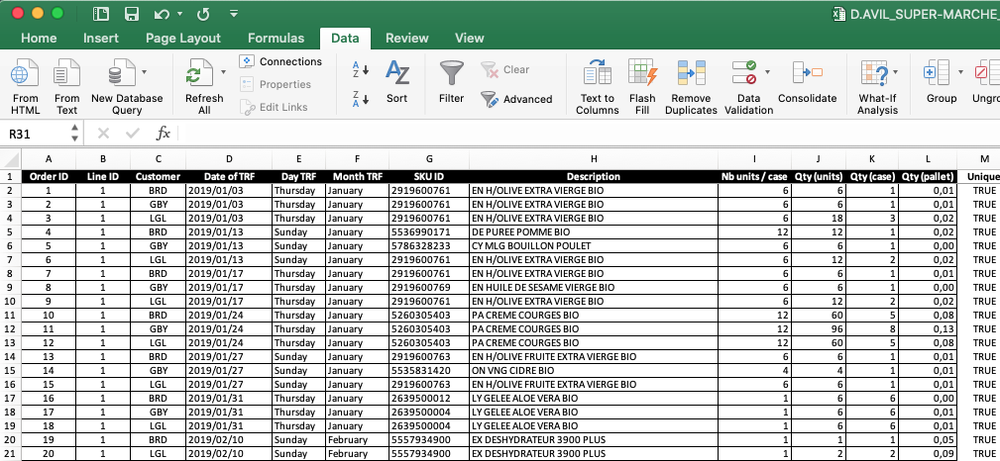 D.AVIL_SUPER-MARCHE_
Home Insert Page Layout Formulas Data Review View
Connections
Properties
Edit Links
Clear
Advanced
From HTML From Text New Database Query Refresh All Sort Filter Text to Columns Flash Fill Remove Duplicates Data Validation Consolidate What-If Analysis Group Ungro
R31 fx
A B C D E F G H I J K L M
1 Order ID Line ID Customer Date of TRF Day TRF Month TRF SKU ID Description Nb units / case Qty (units) Qty (case) Qty (pallet) Unique
2 1 1 BRD 2019/01/03 Thursday January 2919600761 EN H/OLIVE EXTRA VIERGE BIO 6 6 1 0,01 TRUE
3 2 1 GBY 2019/01/03 Thursday January 2919600761 EN H/OLIVE EXTRA VIERGE BIO 6 6 1 0,01 TRUE
4 3 1 LGL 2019/01/03 Thursday January 2919600761 EN H/OLIVE EXTRA VIERGE BIO 6 18 3 0,02 TRUE
5 4 1 BRD 2019/01/13 Sunday January 5536990171 DE PUREE POMME BIO 12 12 1 0,02 TRUE
6 5 1 GBY 2019/01/13 Sunday January 5786328233 CY MLG BOUILLON POULET 6 6 1 0,00 TRUE
7 6 1 LGL 2019/01/13 Sunday January 2919600761 EN H/OLIVE EXTRA VIERGE BIO 6 12 2 0,02 TRUE
8 7 1 BRD 2019/01/17 Thursday January 2919600761 EN H/OLIVE EXTRA VIERGE BIO 6 6 1 0,01 TRUE
9 8 1 GBY 2019/01/17 Thursday January 2919600769 EN HUILE DE SESAME VIERGE BIO 6 6 1 0,00 TRUE
10 9 1 LGL 2019/01/17 Thursday January 2919600761 EN H/OLIVE EXTRA VIERGE BIO 6 12 2 0,02 TRUE
11 10 1 BRD 2019/01/24 Thursday January 5260305403 PA CREME COURGES BIO 12 60 5 0,08 TRUE
12 11 1 GBY 2019/01/24 Thursday January 5260305403 PA CREME COURGES BIO 12 96 8 0,13 TRUE
13 12 1 LGL 2019/01/24 Thursday January 5260305403 PA CREME COURGES BIO 12 60 5 0,08 TRUE
14 13 1 BRD 2019/01/27 Sunday January 2919600763 EN H/OLIVE FRUITE EXTRA VIERGE BIO 6 6 1 0,01 TRUE
15 14 1 GBY 2019/01/27 Sunday January 5535831420 ON VNG CIDRE BIO 4 4 1 0,01 TRUE
16 15 1 LGL 2019/01/27 Sunday January 2919600763 EN H/OLIVE FRUITE EXTRA VIERGE BIO 6 6 1 0,01 TRUE
17 16 1 BRD 2019/01/31 Thursday January 2639500012 LY GELEE ALOE VERA BIO 1 6 6 0,00 TRUE
18 17 1 GBY 2019/01/31 Thursday January 2639500004 LY GELEE ALOE VERA BIO 1 6 6 0,01 TRUE
19 18 1 LGL 2019/01/31 Thursday January 2639500004 LY GELEE ALOE VERA BIO 1 6 6 0,01 TRUE
20 19 1 BRD 2019/02/10 Sunday February 5557934900 EX DESHYDRATEUR 3900 PLUS 1 1 1 0,05 TRUE
21 20 1 LGL 2019/02/10 Sunday February 5557934900 EX DESHYDRATEUR 3900 PLUS 1 2 2 0,09 TRUE